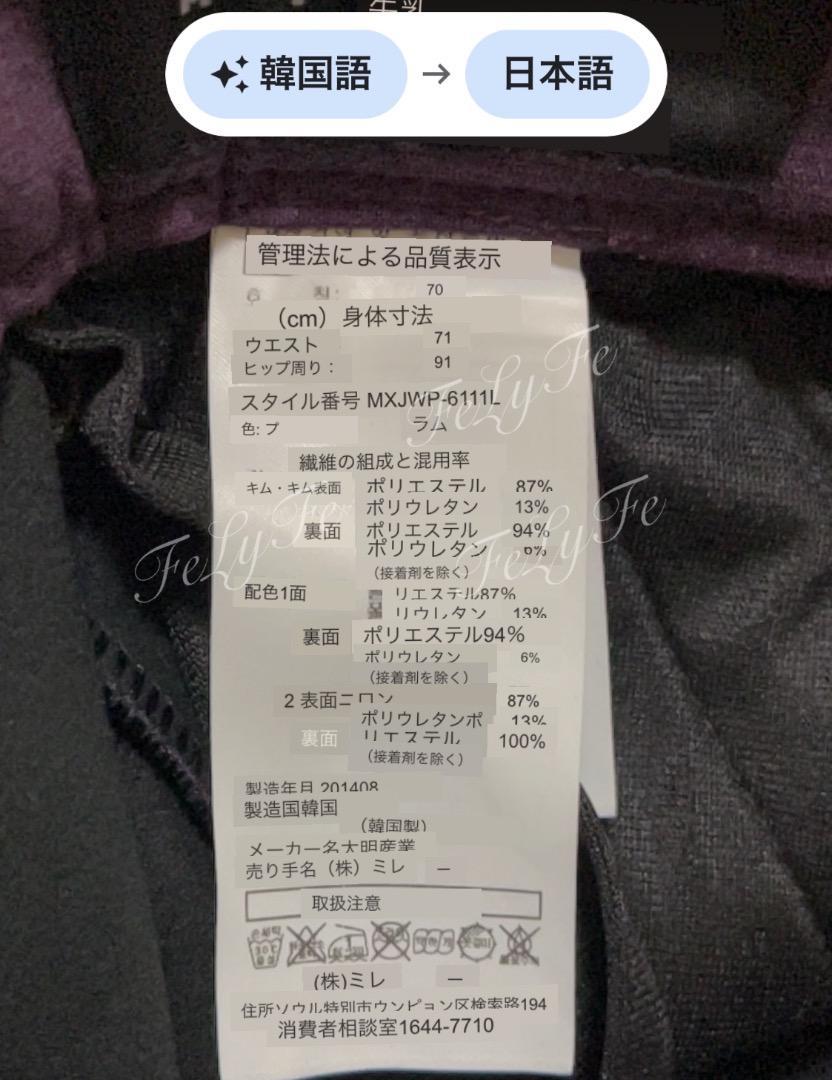 韓国語 → 日本語
管理法による品質表示
70
（cm）身体寸法
ウエスト 71
ヒップ周り： 91
スタイル番号 MXJWP-6111L
色: プ ラム
繊維の組成と混用率
キム・キム表面 ポリエステル 87%
ポリウレタン 13%
裏面 ポリエステル 94%
ポリウレタン 6%
（接着剤を除く）
配色1面 リエステル87%
リウレタン 13%
裏面 ポリエステル94%
ポリウレタン 6%
（接着剤を除く）
2 表面ニロン 87%
ポリウレタンポ 13%
裏面 リエステル 100%
（接着剤を除く）
製造年月 201408
製造国韓国
（韓国製）
メーカー名大明産業
売り手名（株）ミレ ー
取扱注意
(株)ミレ ー
住所ソウル特別市ウンピョン区検索路194
消費者相談室1644-7710
FeLyFe
FeLyFe
FeLyFe